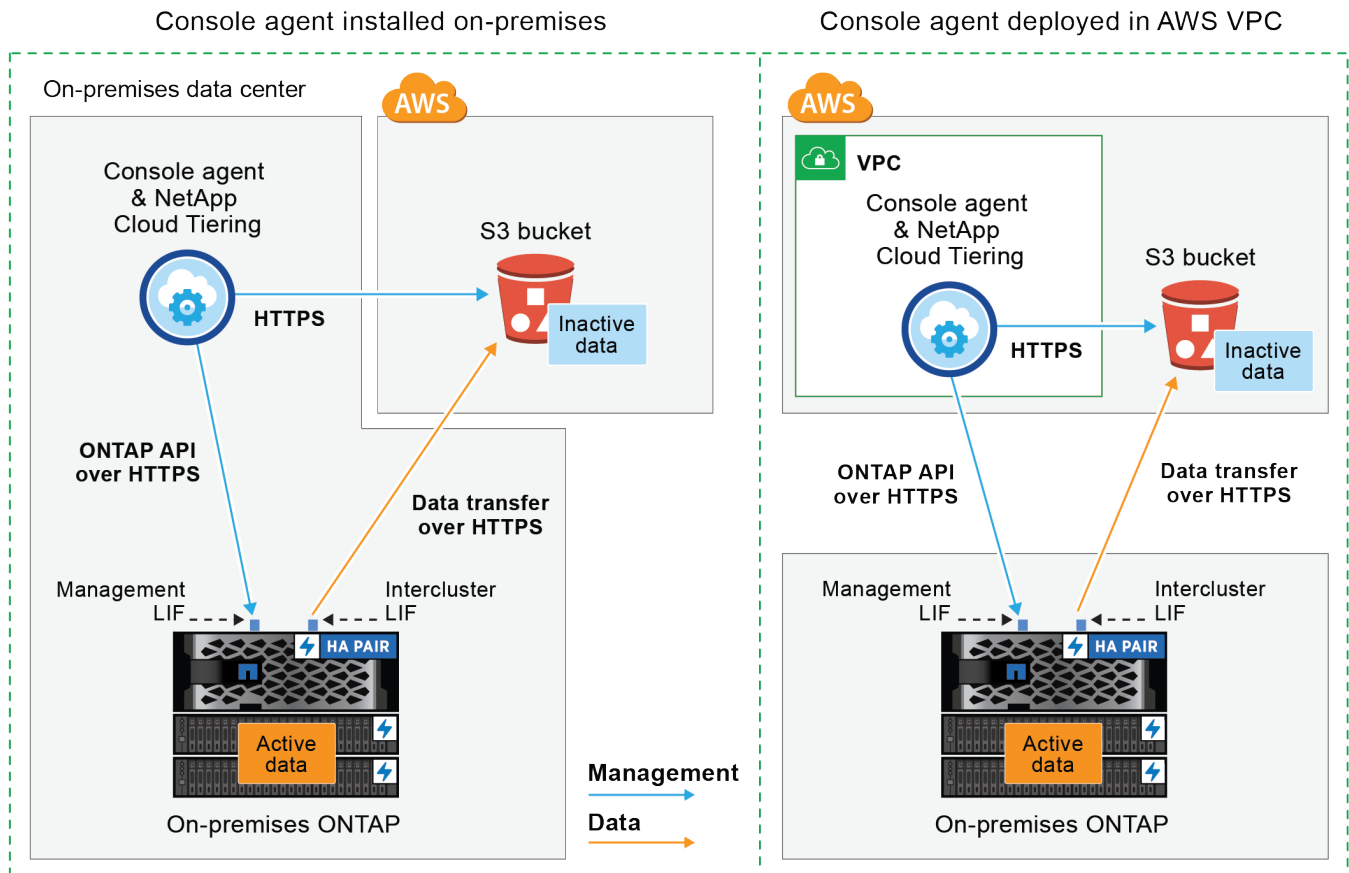 Console agent installed on-premises
On-premises data center
AWS
Console agent
& NetApp
Cloud Tiering
S3 bucket
HTTPS
Inactive
data
ONTAP API
over HTTPS
Data transfer
over HTTPS
Management
LIF
Intercluster
LIF
HA PAIR
Active
data
On-premises ONTAP
Management
Data
Console agent deployed in AWS VPC
AWS
VPC
Console agent
& NetApp
Cloud Tiering
S3 bucket
HTTPS
Inactive
data
ONTAP API
over HTTPS
Data transfer
over HTTPS
Management
LIF
Intercluster
LIF
HA PAIR
Active
data
On-premises ONTAP